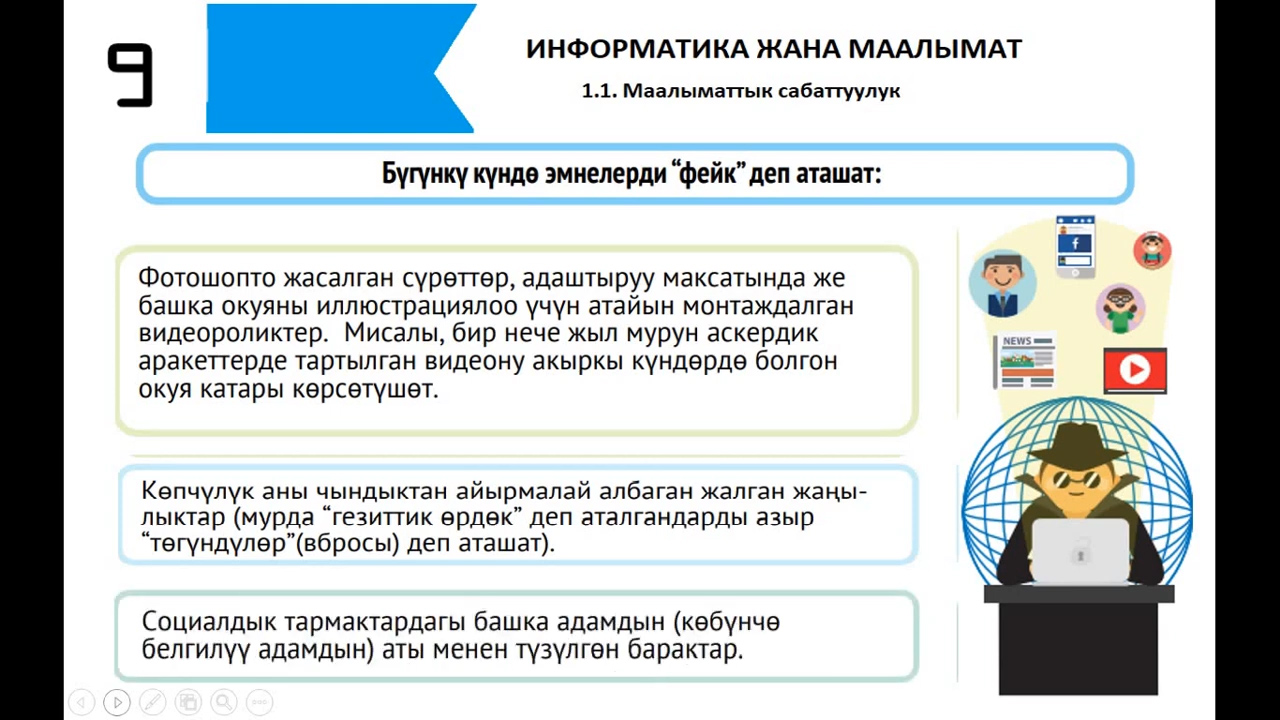 9
ИНФОРМАТИКА ЖАНА МААЛЫМАТ
1.1. Маалыматтык сабаттуулук
Бүгүнкү күндө эмнелерди “фейк” деп аташат:
Фотошопто жасалган сүрөттөр, адаштыруу максатында же
башка окуяны иллюстрациялоо үчүн атайын монтаждалган
видеороликтер. Мисалы, бир нече жыл мурун аскердик
аракеттерде тартылган видеону акыркы күндөрдө болгон
окуя катары көрсөтүшөт.
Көпчүлүк аны чындыктан айырмалай албаган жалган жаңы-
лыктар (мурда “гезиттик өрдөк” деп аталгандарды азыр
“төгүндүлөр”(вбросы) деп аташат).
Социалдык тармактардагы башка адамдын (көбүнчө
белгилүү адамдын) аты менен түзүлгөн барактар.
f
NEWS